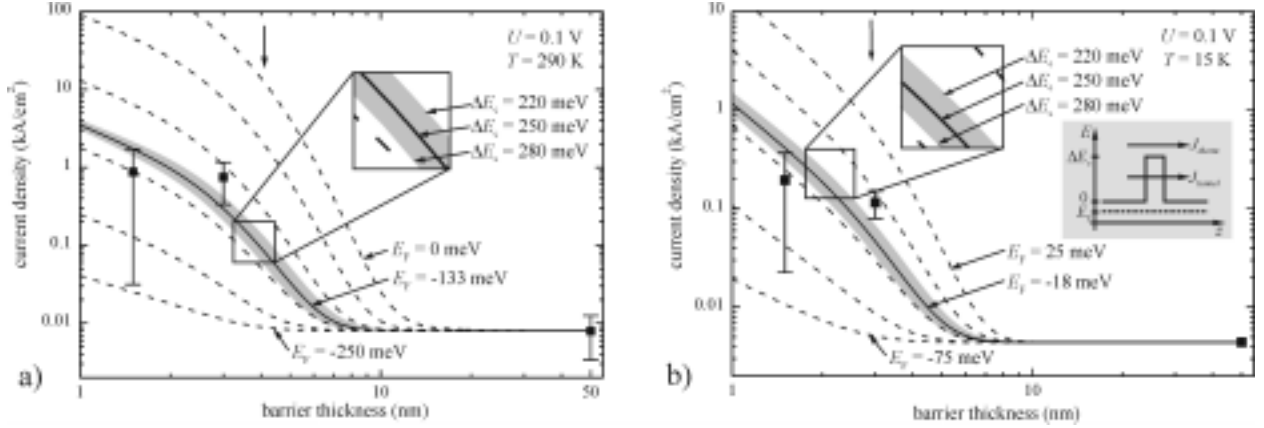 100
10
1
0.1
0.01
current density (kA/cm²)
U = 0.1 V
T = 290 K
ΔE_c = 220 meV
ΔE_c = 250 meV
ΔE_c = 280 meV
E_F = 0 meV
E_F = -133 meV
E_F = -250 meV
a)
1
10
50
barrier thickness (nm)
10
1
0.1
0.01
current density (kA/cm²)
U = 0.1 V
T = 15 K
ΔE_c = 220 meV
ΔE_c = 250 meV
ΔE_c = 280 meV
E
ΔE_c
0
E_F
z
E_F = 25 meV
E_F = -18 meV
E_F = -75 meV
b)
1
10
barrier thickness (nm)